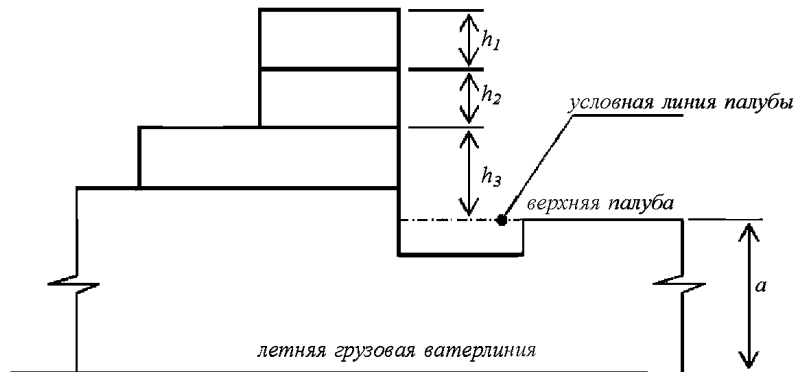 h1
h2
условная линия палубы
h3
верхняя палуба
a
летняя грузовая ватерлиния